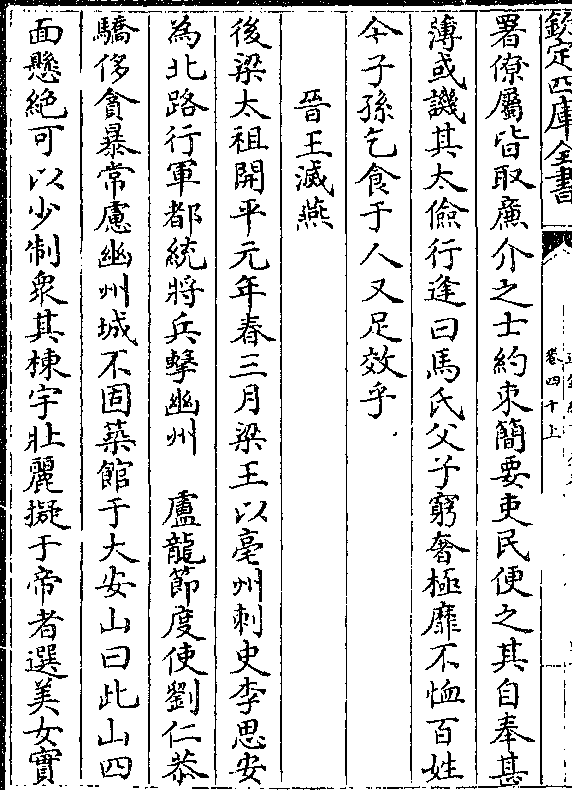 欽定四庫全書
卷四十上
署僚屬皆取亷介之士約束簡要吏民便之其自奉甚
薄或譏其太儉行逢曰馬氏父子窮奢極靡不恤百姓
今子孫乞食于人又足效乎
晉王滅燕
後梁太祖開平元年春三月梁王以亳州刺史李思安
為北路行軍都統將兵擊幽州 盧龍節度使劉仁恭
驕侈貪暴常慮幽州城不固築館于大安山曰此山四
面懸絶可以少制衆其棟宇壯麗擬于帝者選美女實